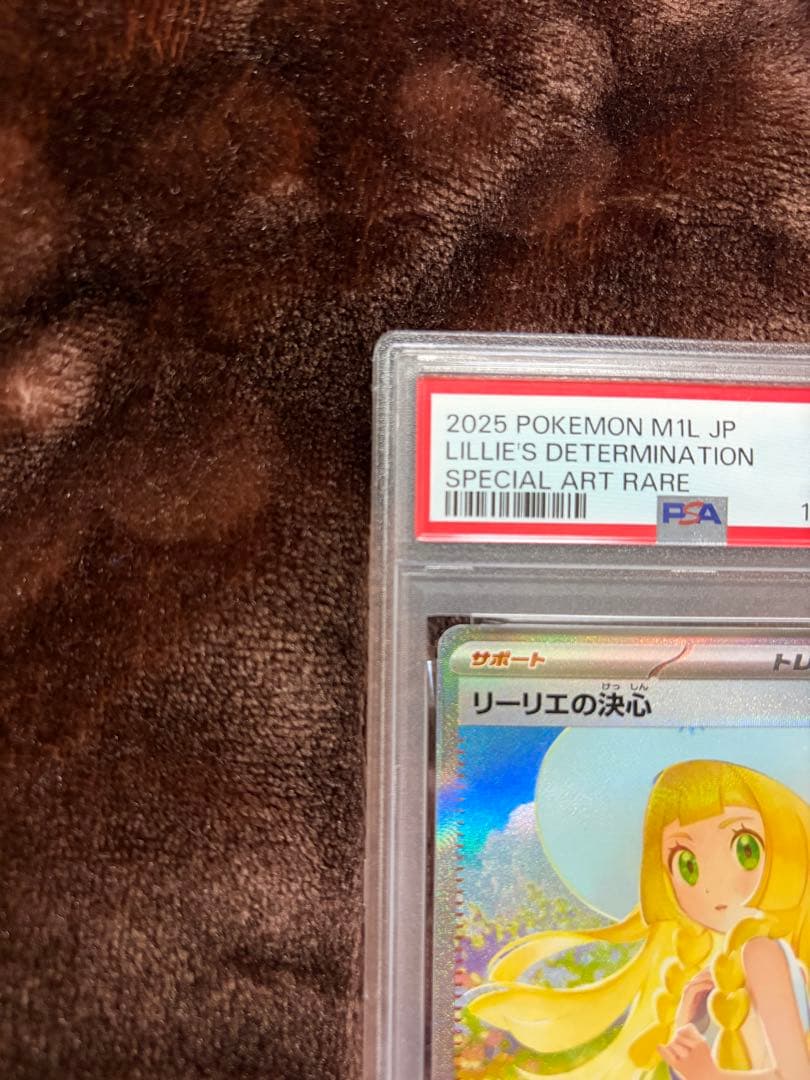 2025 POKEMON M1L JP
LILLIE'S DETERMINATION
SPECIAL ART RARE
PSA
サポート
けっ しん
リーリエの決心